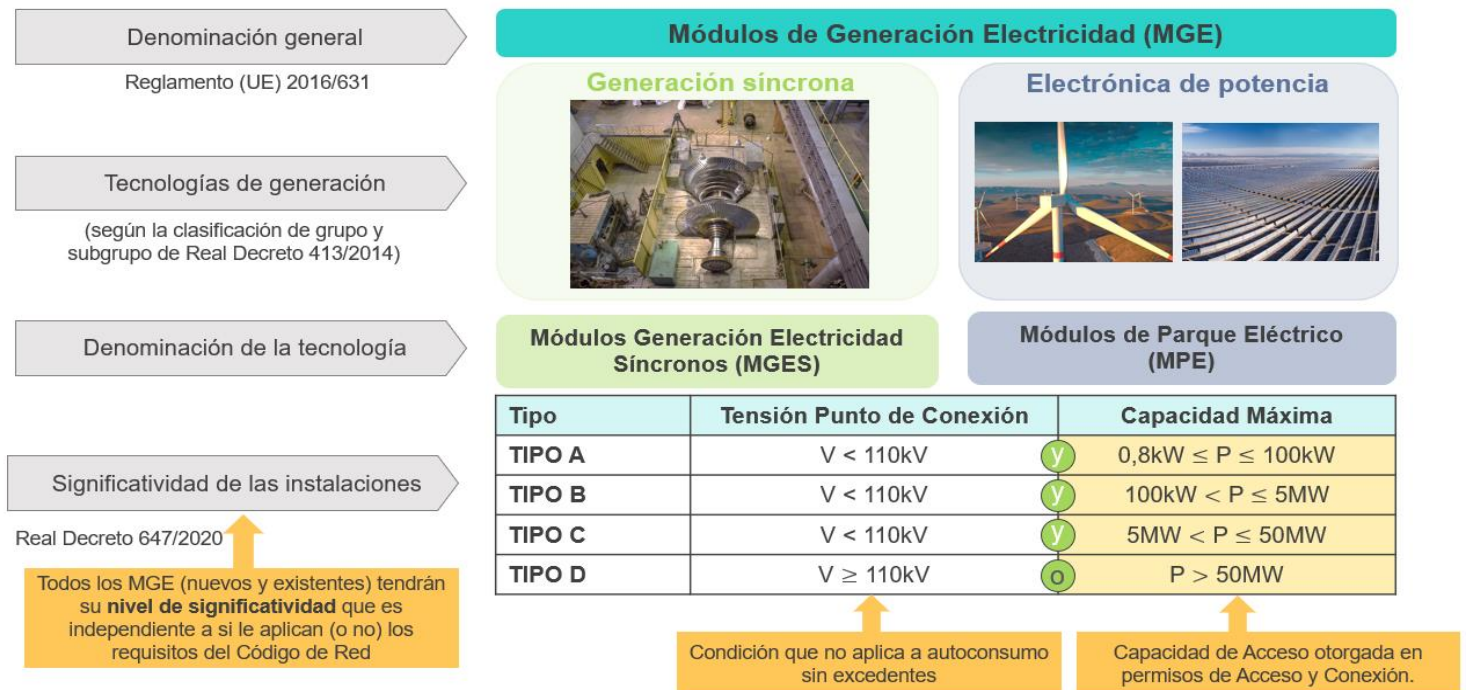 Denominación general
Reglamento (UE) 2016/631
Módulos de Generación Electricidad (MGE)
Generación síncrona
Electrónica de potencia
Tecnologías de generación
(según la clasificación de grupo y
subgrupo de Real Decreto 413/2014)
Denominación de la tecnología
Módulos Generación Electricidad
Síncronos (MGES)
Módulos de Parque Eléctrico
(MPE)
Significatividad de las instalaciones
Real Decreto 647/2020
Todos los MGE (nuevos y existentes) tendrán
su nivel de significatividad que es
independiente a si le aplican (o no) los
requisitos del Código de Red
Tipo Tensión Punto de Conexión Capacidad Máxima
TIPO A V < 110kV y 0,8kW ≤ P ≤ 100kW
TIPO B V < 110kV y 100kW < P ≤ 5MW
TIPO C V < 110kV y 5MW < P ≤ 50MW
TIPO D V ≥ 110kV o P > 50MW
Condición que no aplica a autoconsumo
sin excedentes
Capacidad de Acceso otorgada en
permisos de Acceso y Conexión.